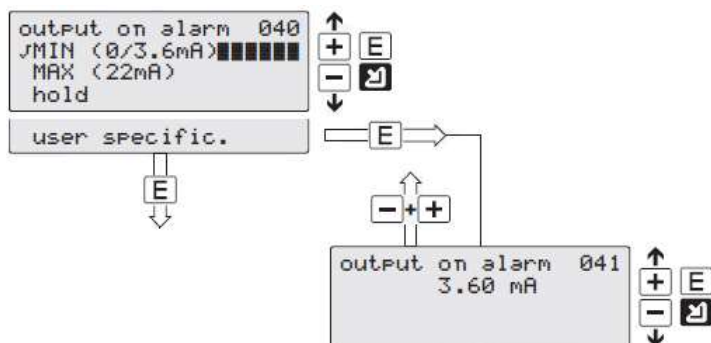 output on alarm 040
✓MIN (0/3.6mA)
MAX (22mA)
hold
user specific.
+ E
−
E
E
− + +
output on alarm 041
3.60 mA
+ E
−